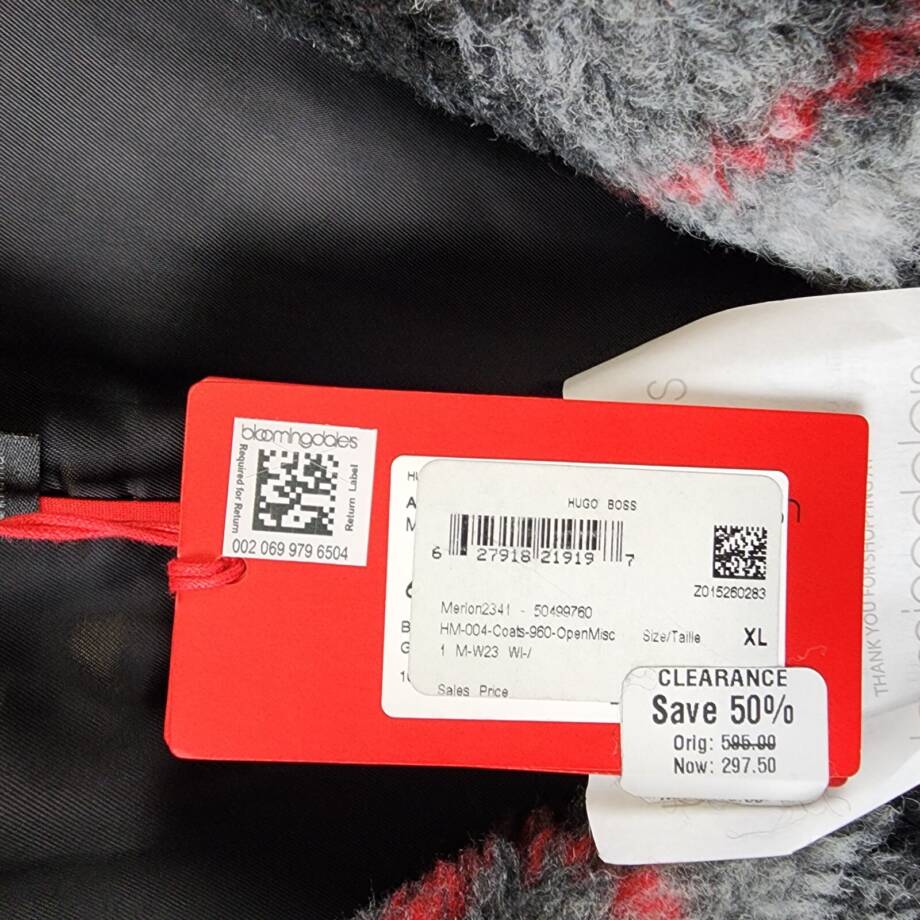 bloomingdale's
Required for Return
Return Label
002 069 979 6504
HUGO BOSS
6 27918 21919 7
Z015260283
Merlon2341 - 50499760
HM-004-Coats-960-OpenMisc
Size/Taille XL
1 M-W23 WI-/
Sales Price
CLEARANCE
Save 50%
Orig: 595.00
Now: 297.50
THANK YOU FOR SHOPPING